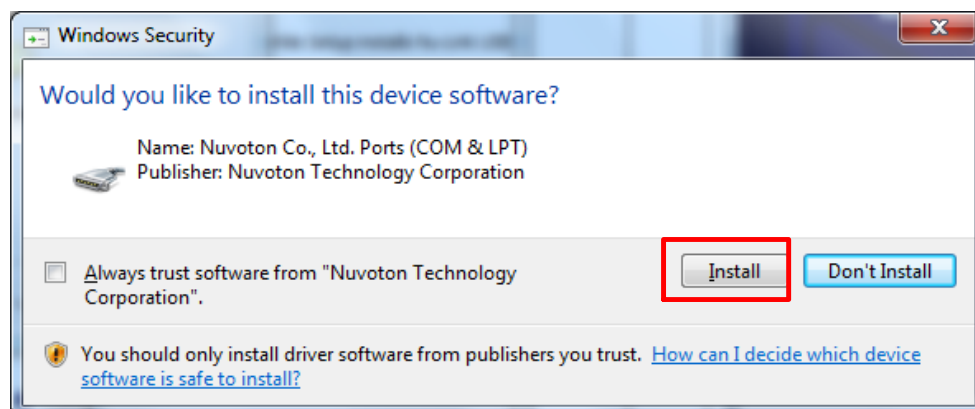 Windows Security
Would you like to install this device software?
Name: Nuvoton Co., Ltd. Ports (COM & LPT)
Publisher: Nuvoton Technology Corporation
Always trust software from "Nuvoton Technology
Corporation".
Install
Don't Install
You should only install driver software from publishers you trust. How can I decide which device
software is safe to install?